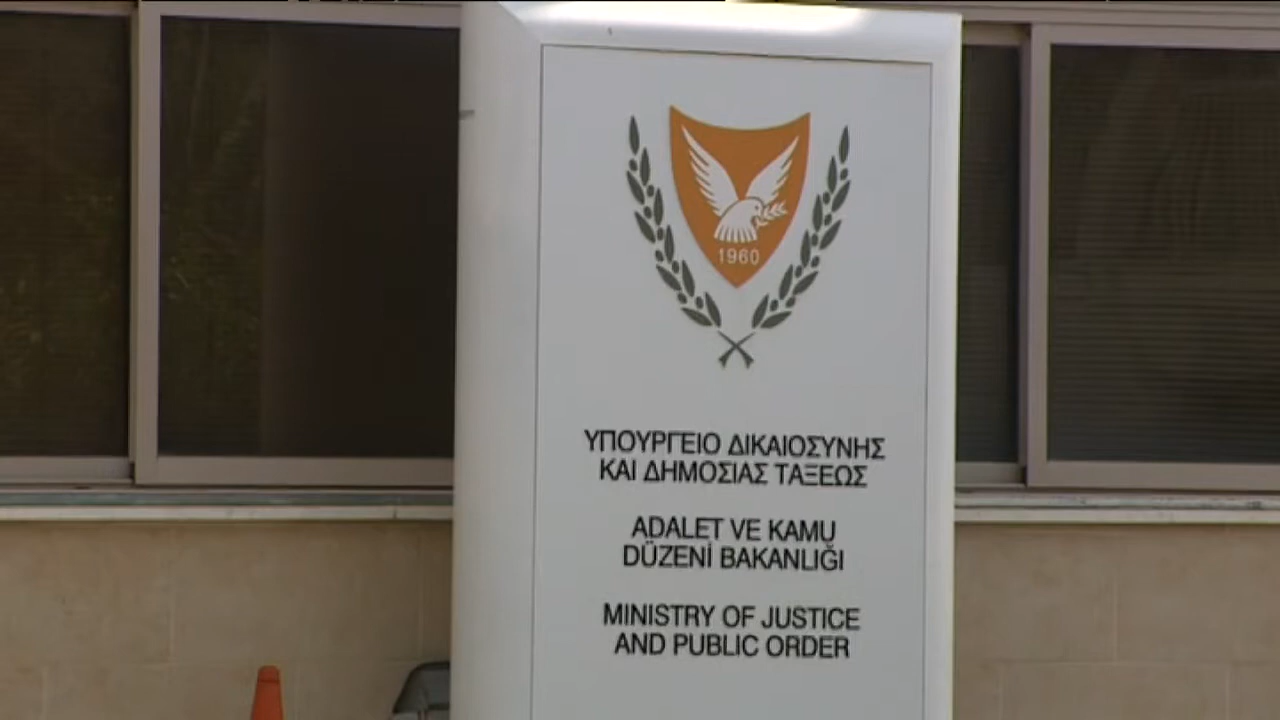 1960
ΥΠΟΥΡΓΕΙΟ ΔΙΚΑΙΟΣΥΝΗΣ
ΚΑΙ ΔΗΜΟΣΙΑΣ ΤΑΞΕΩΣ
ADALET VE KAMU
DÜZENİ BAKANLIĞI
MINISTRY OF JUSTICE
AND PUBLIC ORDER